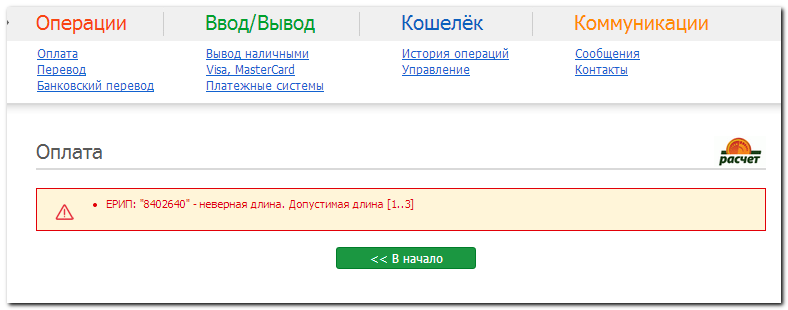 Операции Ввод/Вывод Кошелёк Коммуникации
Оплата Вывод наличными История операций Сообщения
Перевод Visa, MasterCard Управление Контакты
Банковский перевод Платежные системы
Оплата
расчет
ЕРИП: "8402640" - неверная длина. Допустимая длина [1..3]
<< В начало